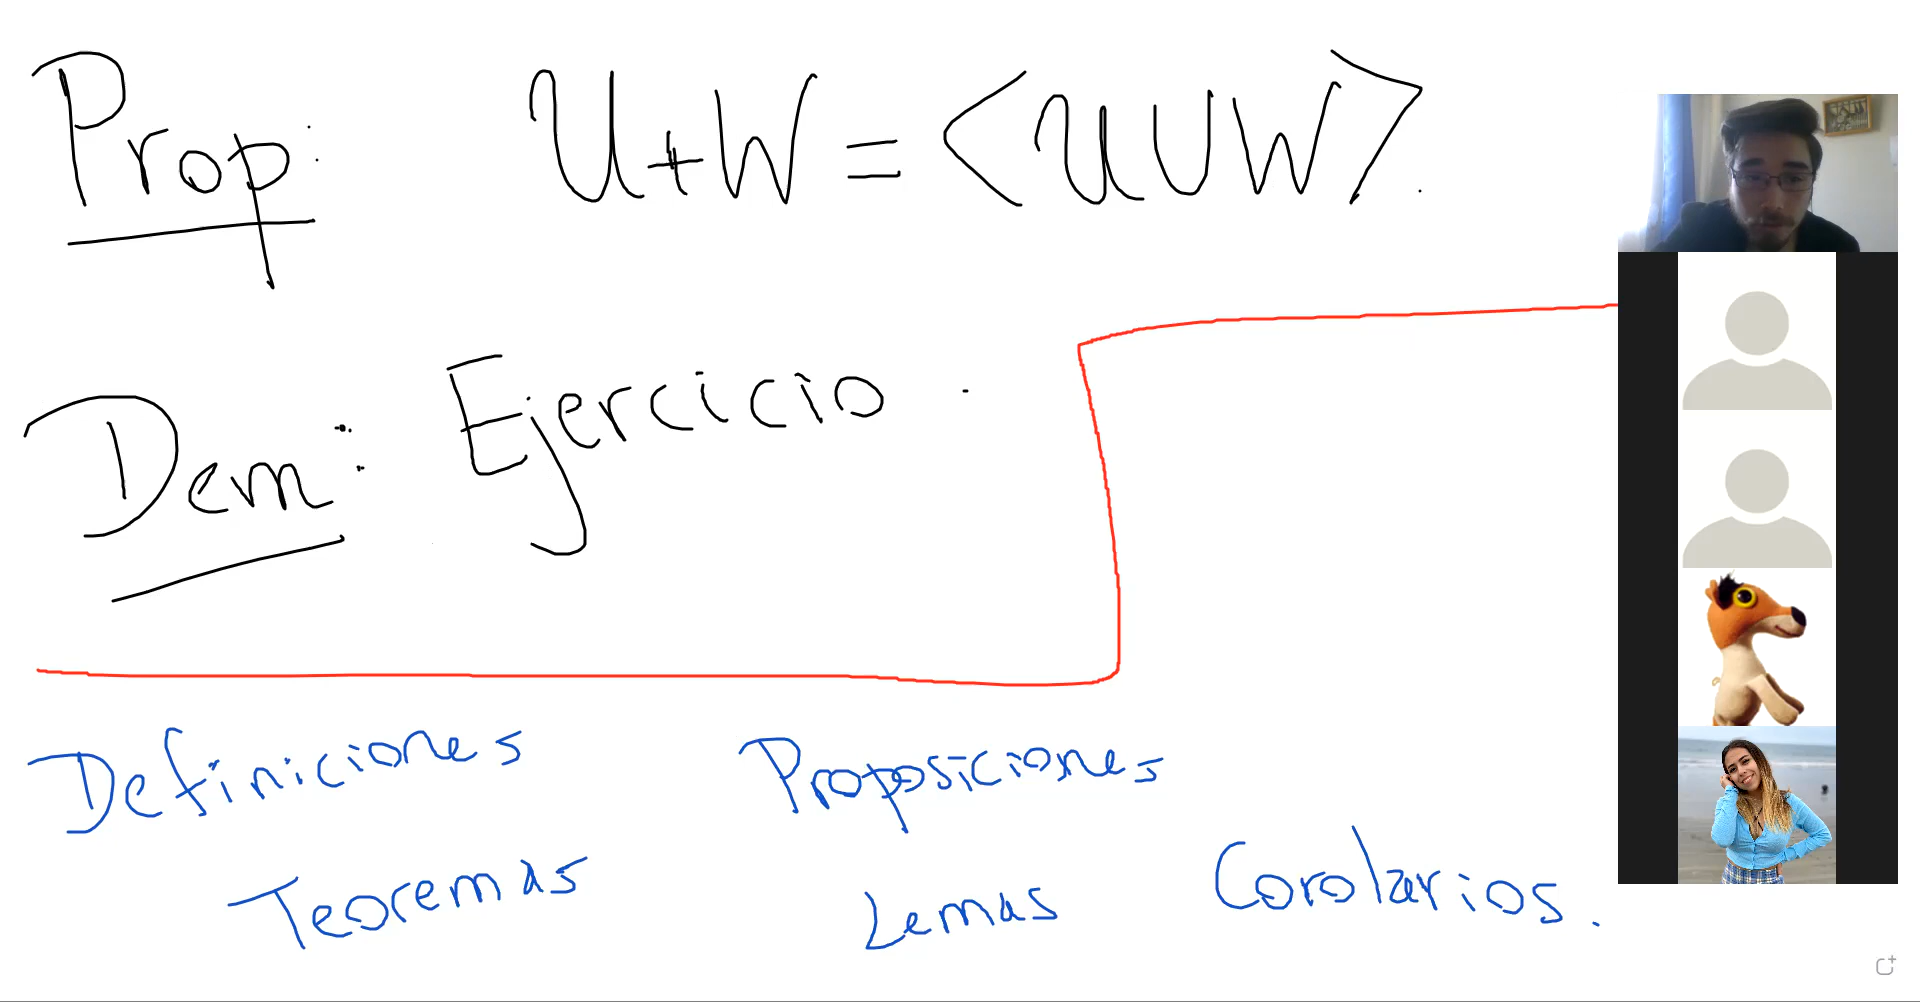 Prop: U+W = <U∪W>.
Dem: Ejercicio.
Definiciones Proposiciones
Teoremas Lemas Corolarios.